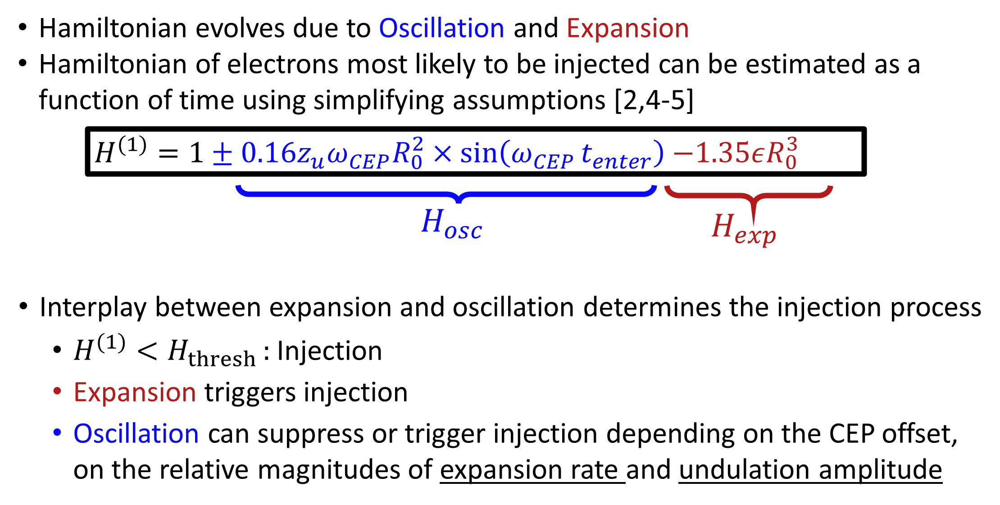 • Hamiltonian evolves due to Oscillation and Expansion
• Hamiltonian of electrons most likely to be injected can be estimated as a
function of time using simplifying assumptions [2,4-5]
$H^{(1)} = 1 \pm 0.16 z_u \omega_{CEP} R_0^2 \times \sin(\omega_{CEP} \, t_{enter}) - 1.35 \epsilon R_0^3$
$H_{osc}$ $H_{exp}$
• Interplay between expansion and oscillation determines the injection process
• $H^{(1)} < H_{\text{thresh}}$ : Injection
• Expansion triggers injection
• Oscillation can suppress or trigger injection depending on the CEP offset,
on the relative magnitudes of expansion rate and undulation amplitude